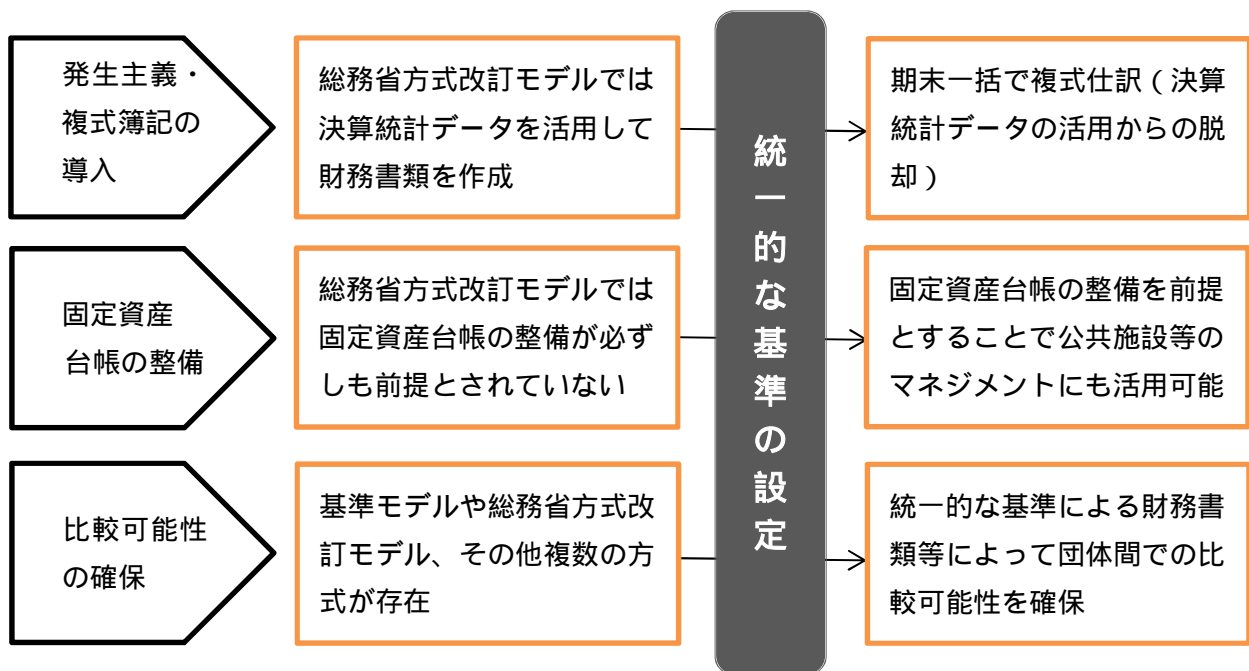 発生主義・
複式簿記の
導入
総務省方式改訂モデルでは
決算統計データを活用して
財務書類を作成
期末一括で複式仕訳（決算
統計データの活用からの脱
却）
固定資産
台帳の整備
総務省方式改訂モデルでは
固定資産台帳の整備が必ず
しも前提とされていない
固定資産台帳の整備を前提
とすることで公共施設等の
マネジメントにも活用可能
比較可能性
の確保
基準モデルや総務省方式改
訂モデル、その他複数の方
式が存在
統一的な基準による財務書
類等によって団体間での比
較可能性を確保
統一的な基準の設定